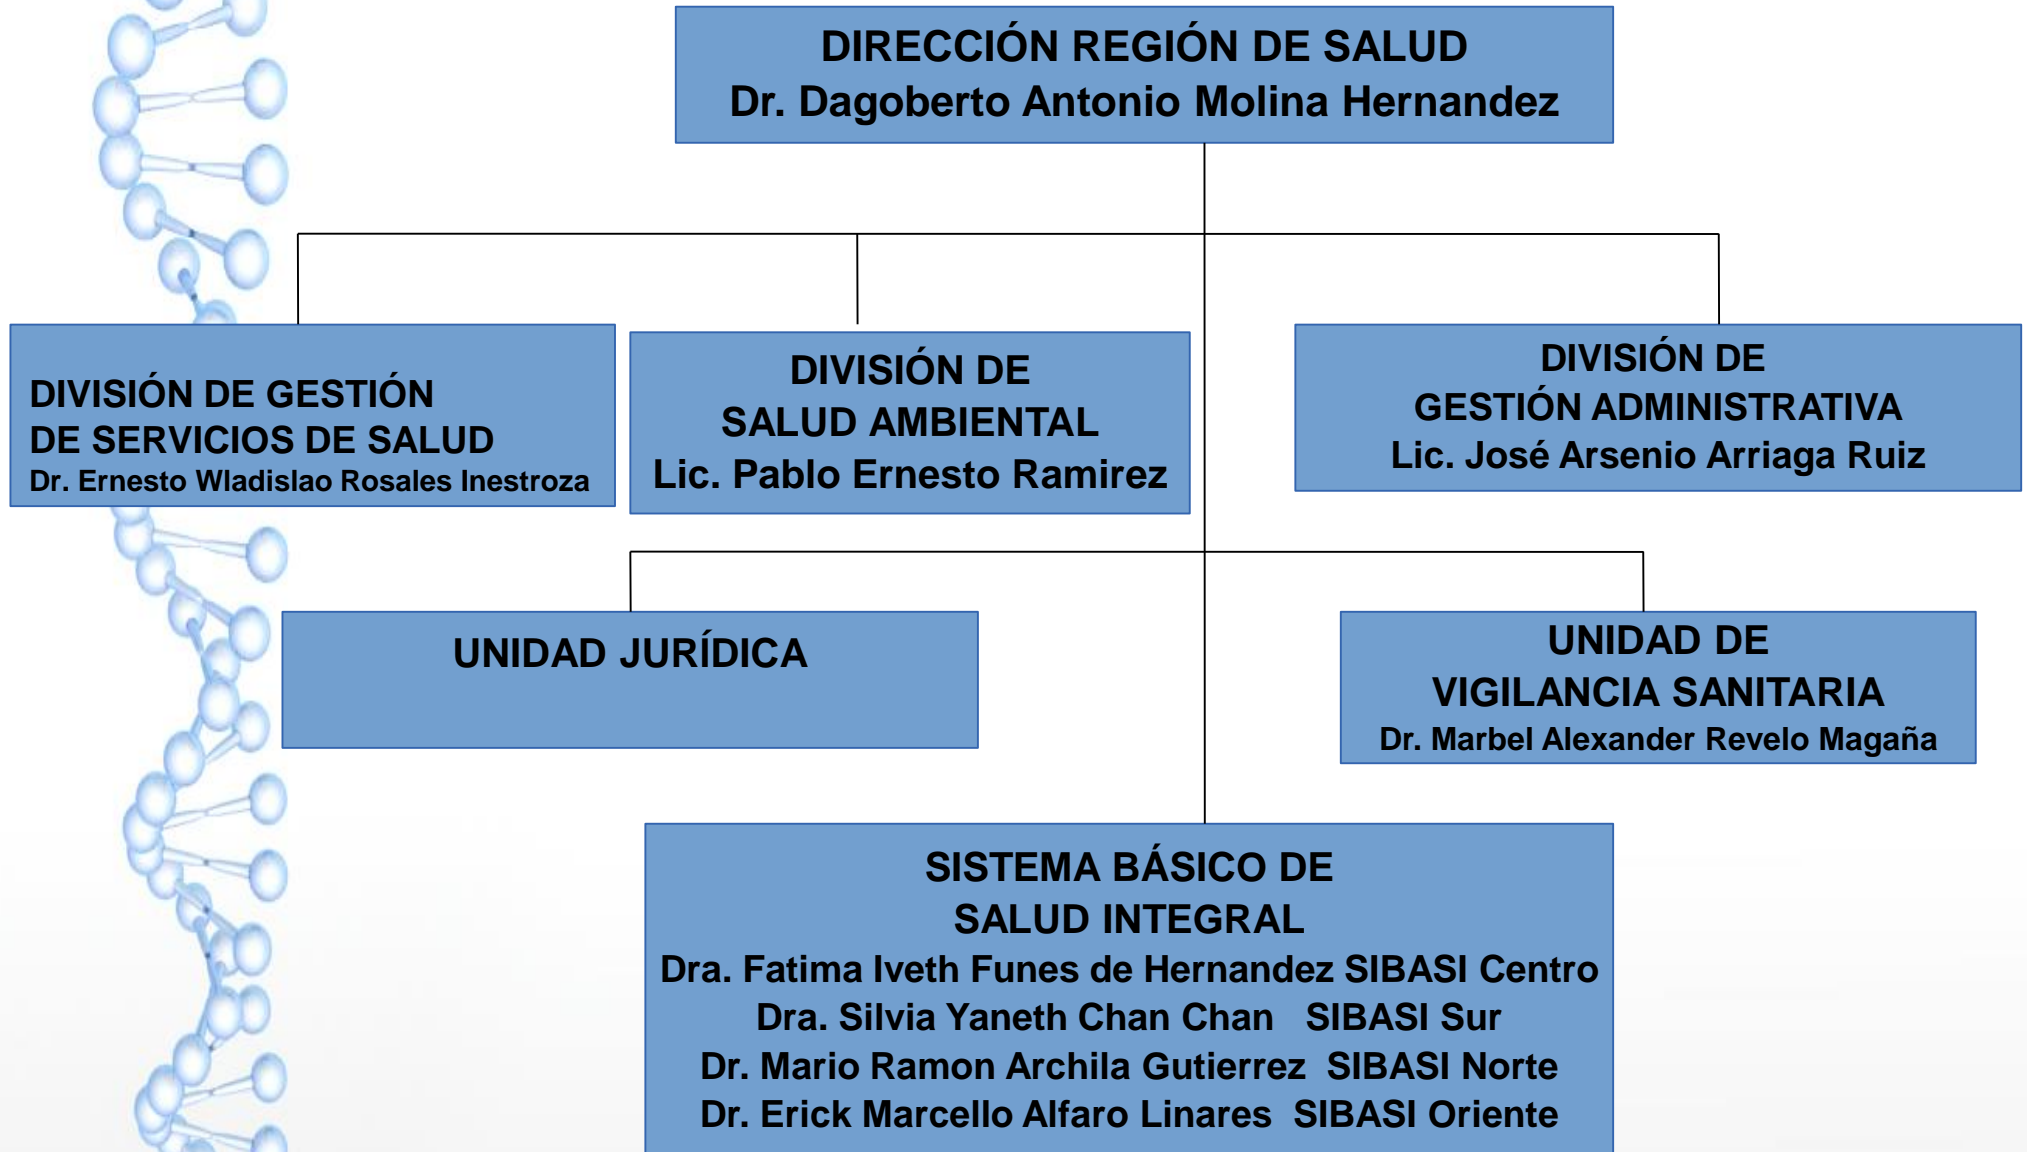 DIRECCIÓN REGIÓN DE SALUD
Dr. Dagoberto Antonio Molina Hernandez
DIVISIÓN DE GESTIÓN
DE SERVICIOS DE SALUD
Dr. Ernesto Wladislao Rosales Inestroza
DIVISIÓN DE
SALUD AMBIENTAL
Lic. Pablo Ernesto Ramirez
DIVISIÓN DE
GESTIÓN ADMINISTRATIVA
Lic. José Arsenio Arriaga Ruiz
UNIDAD JURÍDICA
UNIDAD DE
VIGILANCIA SANITARIA
Dr. Marbel Alexander Revelo Magaña
SISTEMA BÁSICO DE
SALUD INTEGRAL
Dra. Fatima Iveth Funes de Hernandez SIBASI Centro
Dra. Silvia Yaneth Chan Chan SIBASI Sur
Dr. Mario Ramon Archila Gutierrez SIBASI Norte
Dr. Erick Marcello Alfaro Linares SIBASI Oriente